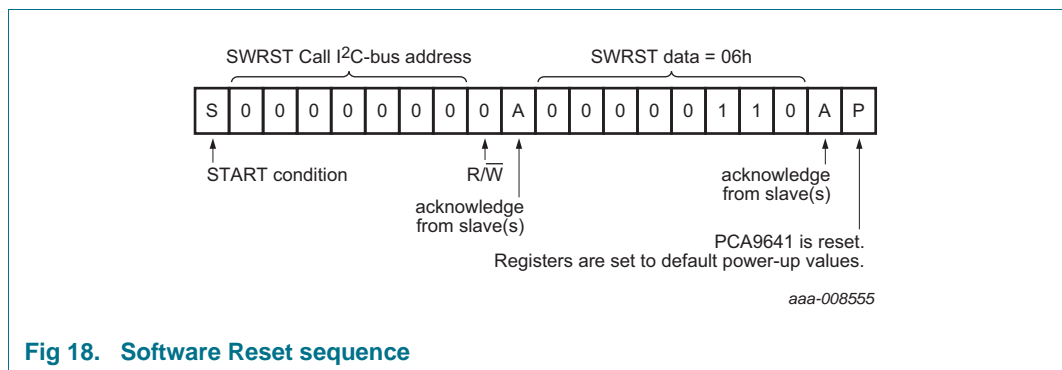 SWRST Call I²C-bus address SWRST data = 06h
S 0 0 0 0 0 0 0 0 A 0 0 0 0 0 1 1 0 A P
START condition R/W̅ acknowledge
acknowledge from slave(s)
from slave(s)
PCA9641 is reset.
Registers are set to default power-up values.
aaa-008555
Fig 18. Software Reset sequence